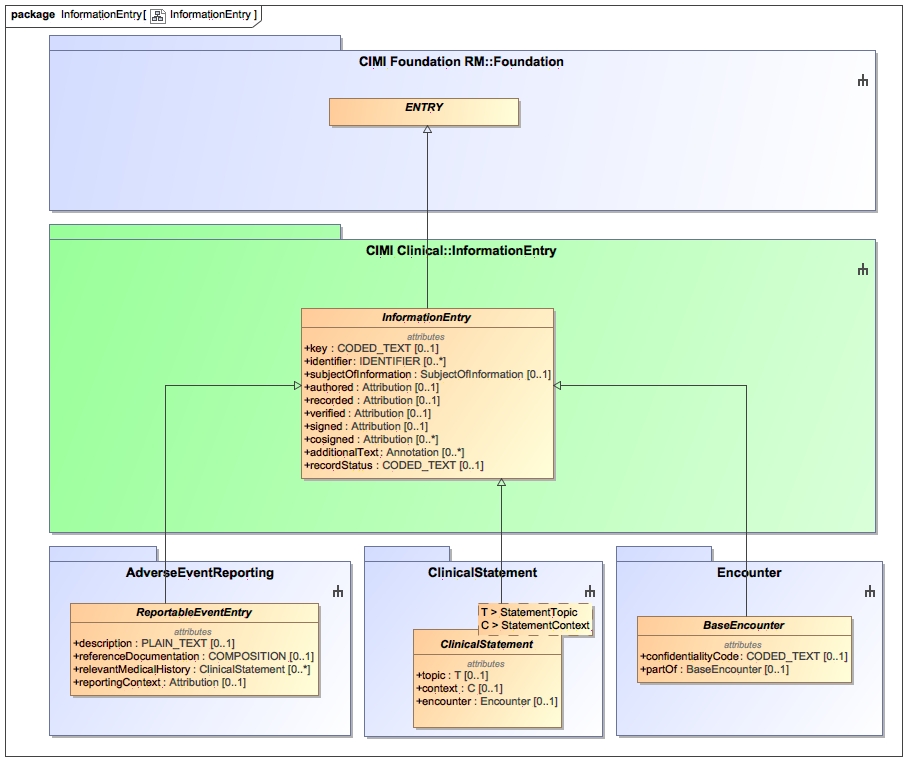 package InformationEntry[ InformationEntry ]
CIMI Foundation RM::Foundation
ENTRY
CIMI Clinical::InformationEntry
InformationEntry
attributes
+key : CODED_TEXT [0..1]
+identifier : IDENTIFIER [0..*]
+subjectOfInformation : SubjectOfInformation [0..1]
+authored : Attribution [0..1]
+recorded : Attribution [0..1]
+verified : Attribution [0..1]
+signed : Attribution [0..1]
+cosigned : Attribution [0..*]
+additionalText : Annotation [0..*]
+recordStatus : CODED_TEXT [0..1]
AdverseEventReporting
ReportableEventEntry
attributes
+description : PLAIN_TEXT [0..1]
+referenceDocumentation : COMPOSITION [0..1]
+relevantMedicalHistory : ClinicalStatement [0..*]
+reportingContext : Attribution [0..1]
ClinicalStatement
T > StatementTopic
C > StatementContext
ClinicalStatement
attributes
+topic : T [0..1]
+context : C [0..1]
+encounter : Encounter [0..1]
Encounter
BaseEncounter
attributes
+confidentialityCode : CODED_TEXT [0..1]
+partOf : BaseEncounter [0..1]